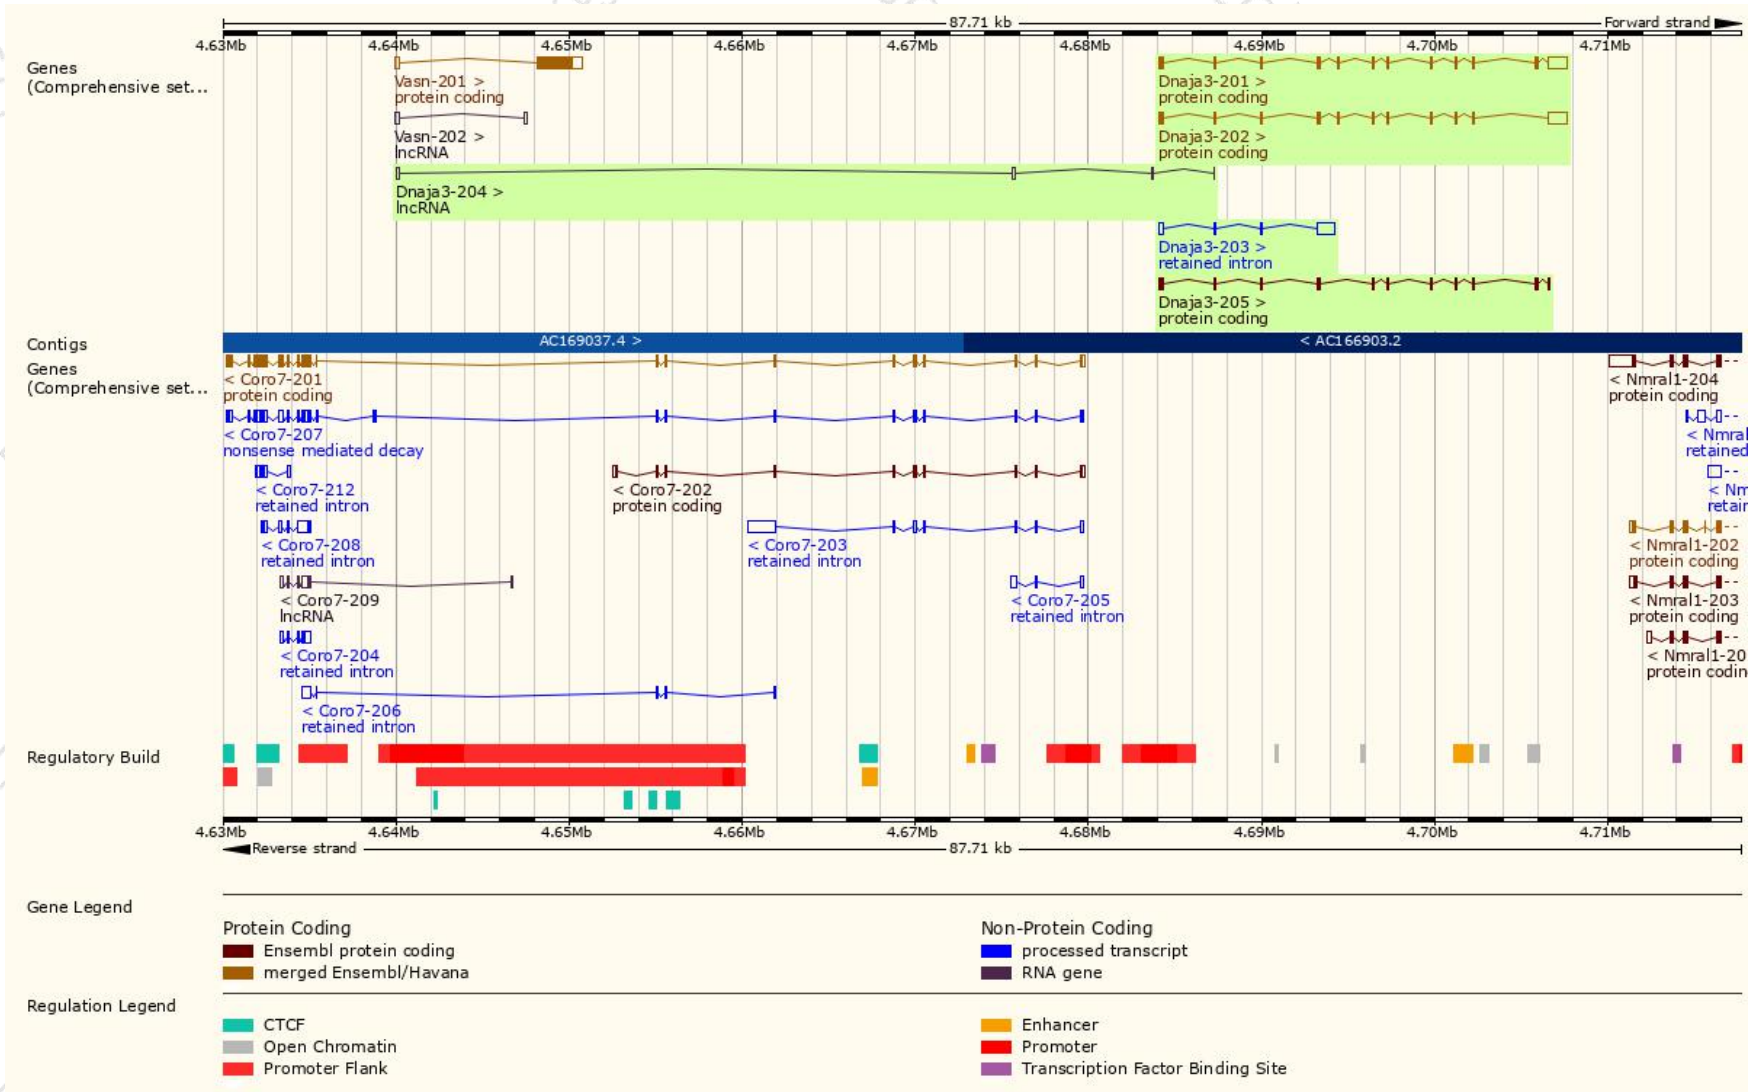 87.71 kb Forward strand
4.63Mb 4.64Mb 4.65Mb 4.66Mb 4.67Mb 4.68Mb 4.69Mb 4.70Mb 4.71Mb
Genes
(Comprehensive set...
Vasn-201 >
protein coding
Dnaja3-201 >
protein coding
Vasn-202 >
lncRNA
Dnaja3-202 >
protein coding
Dnaja3-204 >
lncRNA
Dnaja3-203 >
retained intron
Dnaja3-205 >
protein coding
Contigs
AC169037.4 >
< AC166903.2
Genes
(Comprehensive set...
< Coro7-201
protein coding
< Nmral1-204
protein coding
< Coro7-207
nonsense mediated decay
< Nmral
retained
< Coro7-212
retained intron
< Coro7-202
protein coding
< Nm
retain
< Coro7-208
retained intron
< Coro7-203
retained intron
< Nmral1-202
protein coding
< Coro7-209
lncRNA
< Coro7-205
retained intron
< Nmral1-203
protein coding
< Coro7-204
retained intron
< Nmral1-20
protein codin
< Coro7-206
retained intron
Regulatory Build
4.63Mb 4.64Mb 4.65Mb 4.66Mb 4.67Mb 4.68Mb 4.69Mb 4.70Mb 4.71Mb
Reverse strand 87.71 kb
Gene Legend
Protein Coding
Ensembl protein coding
merged Ensembl/Havana
Non-Protein Coding
processed transcript
RNA gene
Regulation Legend
CTCF
Open Chromatin
Promoter Flank
Enhancer
Promoter
Transcription Factor Binding Site